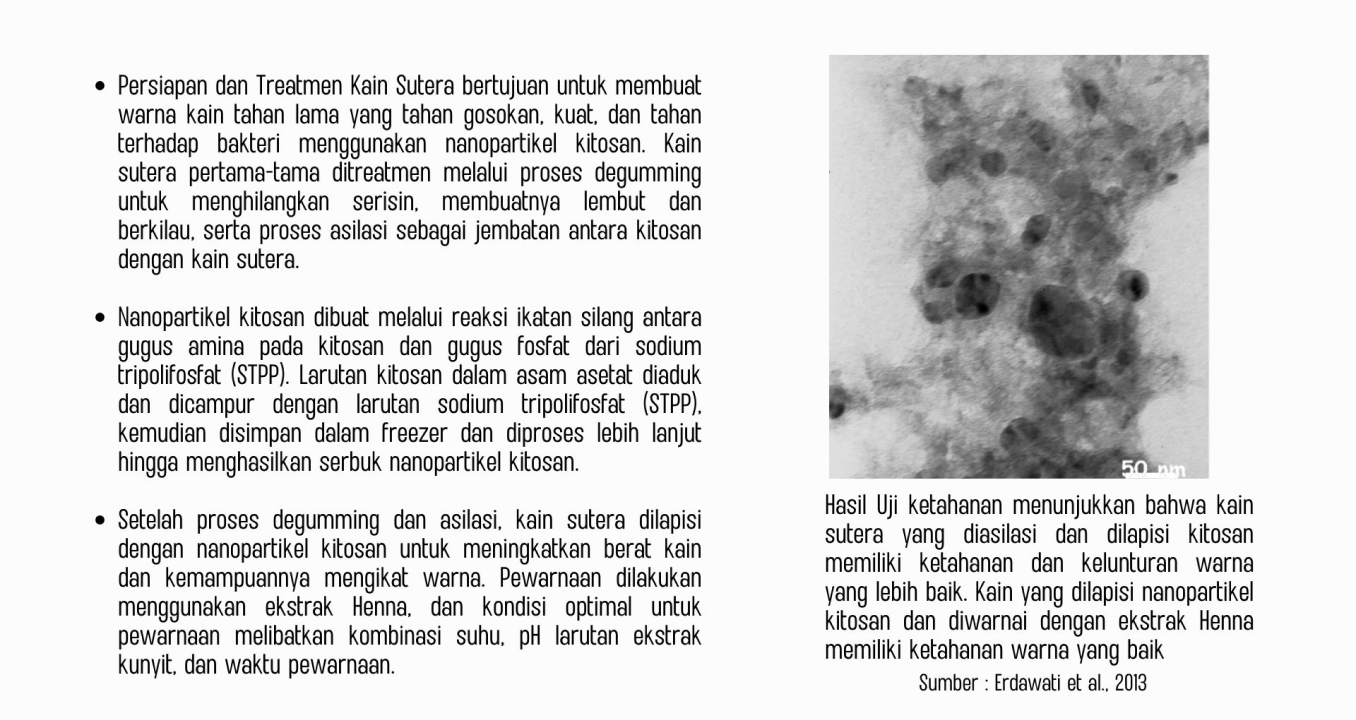 • Persiapan dan Treatmen Kain Sutera bertujuan untuk membuat
warna kain tahan lama yang tahan gosokan, kuat, dan tahan
terhadap bakteri menggunakan nanopartikel kitosan. Kain
sutera pertama-tama ditreatmen melalui proses degumming
untuk menghilangkan serisin, membuatnya lembut dan
berkilau, serta proses asilasi sebagai jembatan antara kitosan
dengan kain sutera.
• Nanopartikel kitosan dibuat melalui reaksi ikatan silang antara
gugus amina pada kitosan dan gugus fosfat dari sodium
tripolifosfat (STPP). Larutan kitosan dalam asam asetat diaduk
dan dicampur dengan larutan sodium tripolifosfat (STPP),
kemudian disimpan dalam freezer dan diproses lebih lanjut
hingga menghasilkan serbuk nanopartikel kitosan.
• Setelah proses degumming dan asilasi, kain sutera dilapisi
dengan nanopartikel kitosan untuk meningkatkan berat kain
dan kemampuannya mengikat warna. Pewarnaan dilakukan
menggunakan ekstrak Henna, dan kondisi optimal untuk
pewarnaan melibatkan kombinasi suhu, pH larutan ekstrak
kunyit, dan waktu pewarnaan.
50 nm
Hasil Uji ketahanan menunjukkan bahwa kain
sutera yang diasilasi dan dilapisi kitosan
memiliki ketahanan dan kelunturan warna
yang lebih baik. Kain yang dilapisi nanopartikel
kitosan dan diwarnai dengan ekstrak Henna
memiliki ketahanan warna yang baik
Sumber : Erdawati et al., 2013